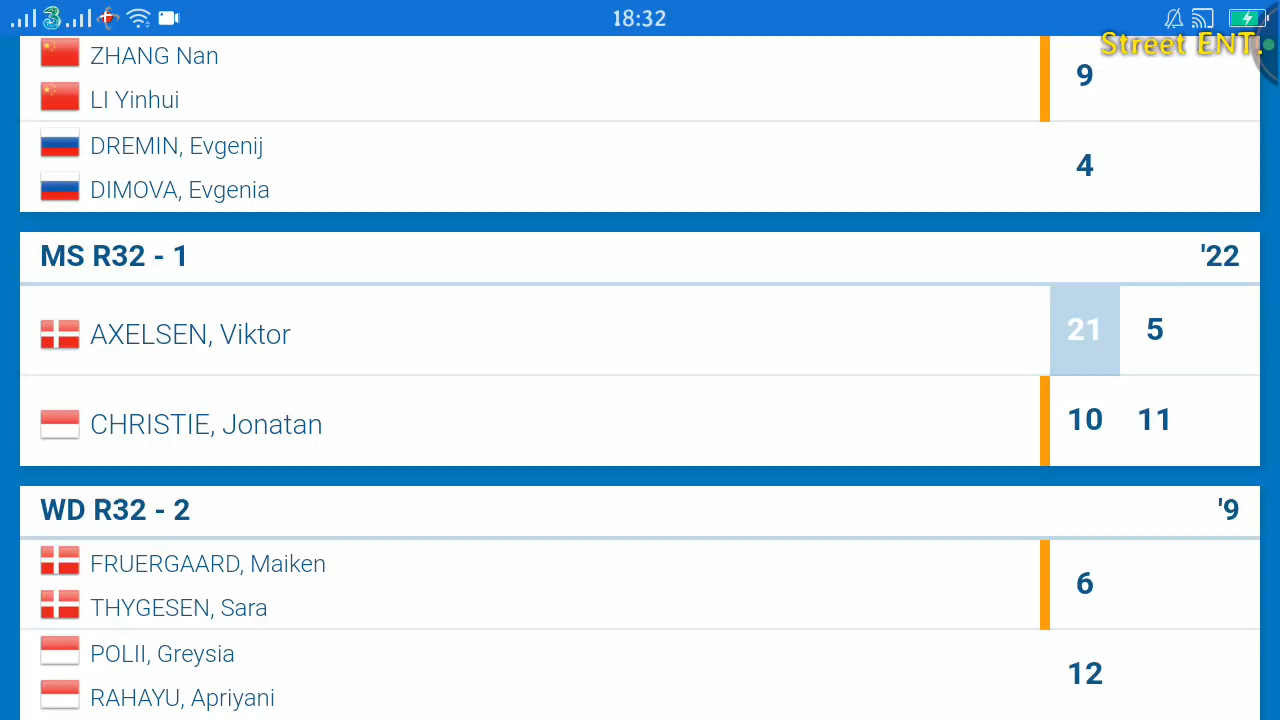 18:32
Street ENT.
ZHANG Nan
LI Yinhui
9
DREMIN, Evgenij
DIMOVA, Evgenia
4
MS R32 - 1 '22
AXELSEN, Viktor 21 5
CHRISTIE, Jonatan 10 11
WD R32 - 2 '9
FRUERGAARD, Maiken
THYGESEN, Sara
6
POLII, Greysia
RAHAYU, Apriyani
12